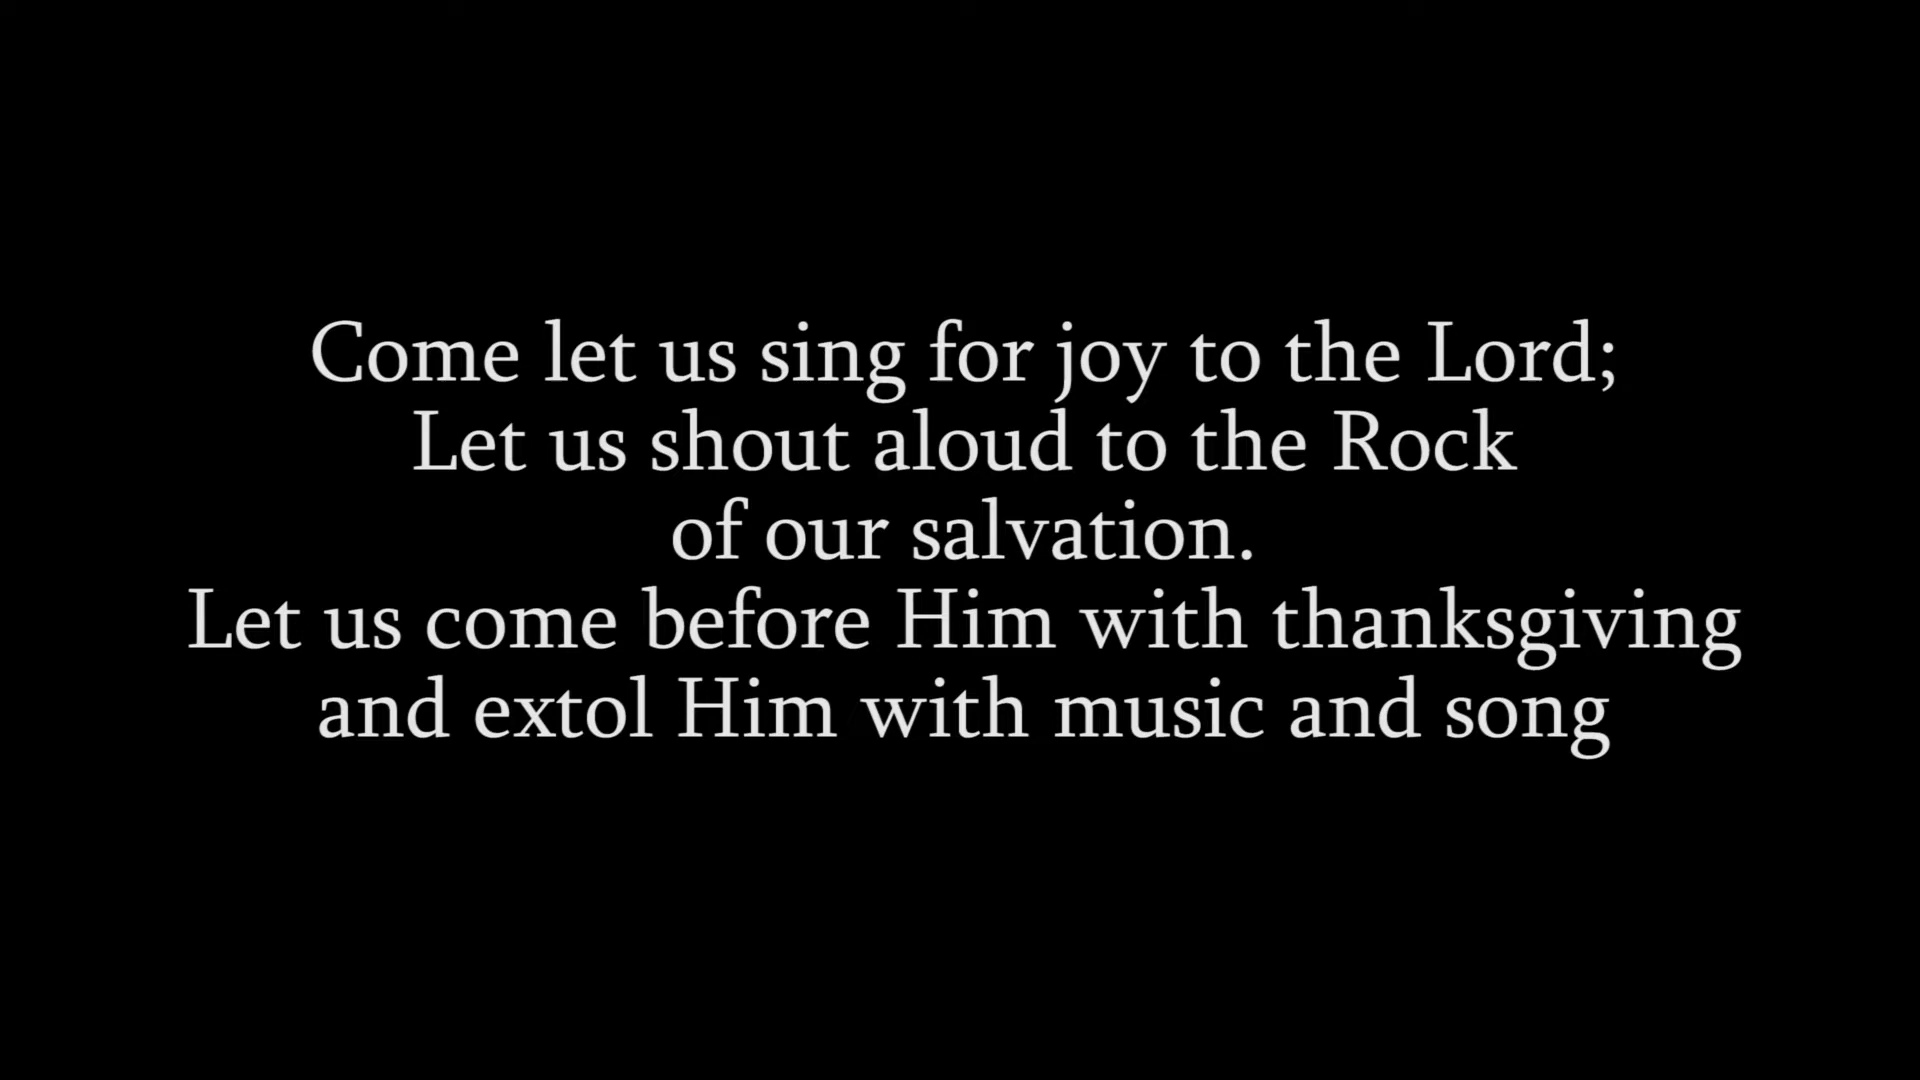 Come let us sing for joy to the Lord;
Let us shout aloud to the Rock
of our salvation.
Let us come before Him with thanksgiving
and extol Him with music and song